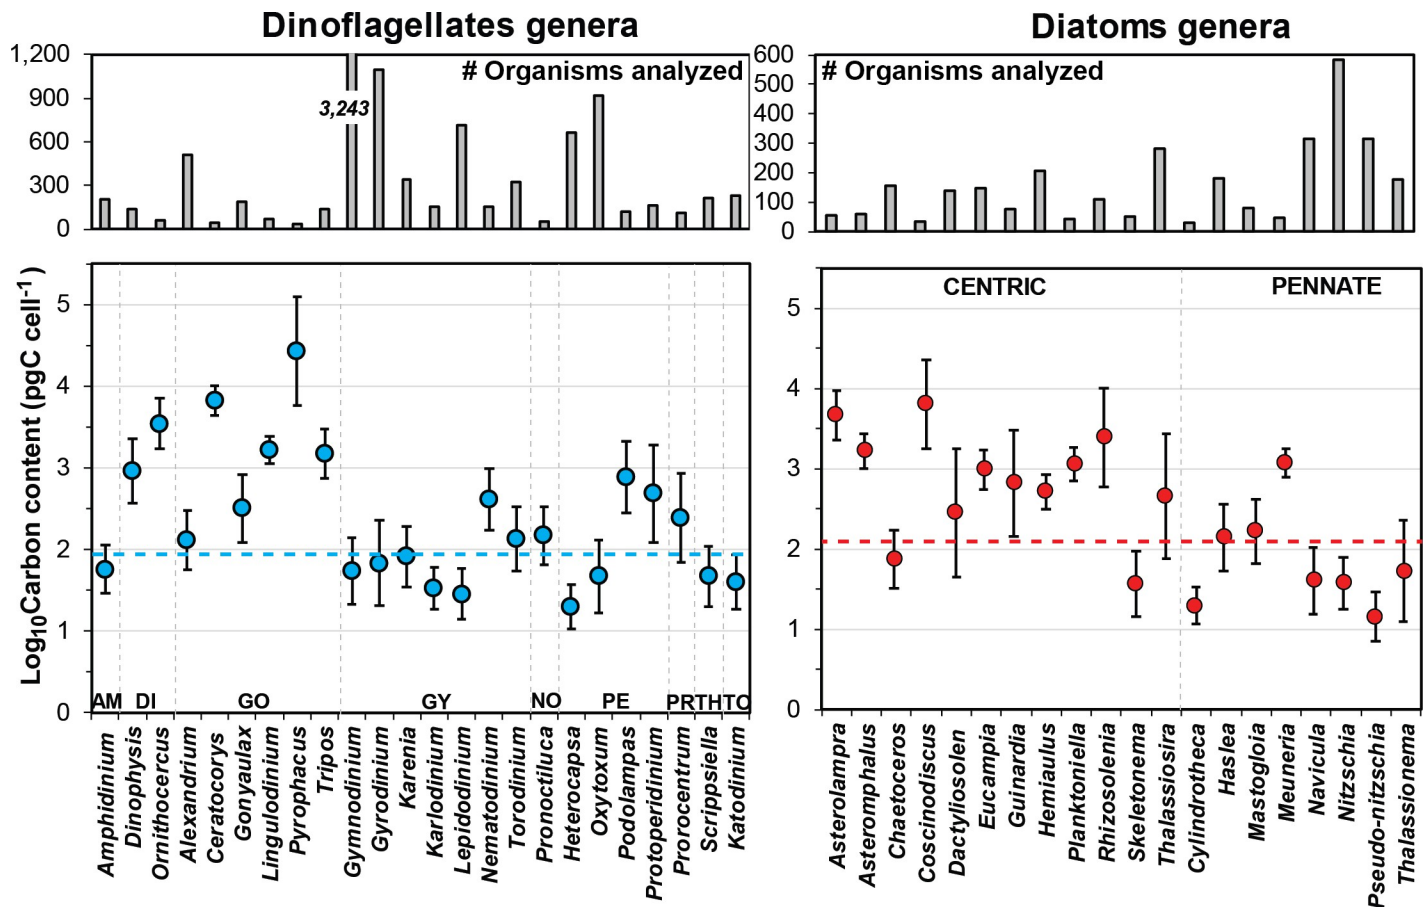 Dinoflagellates genera
Diatoms genera
# Organisms analyzed
# Organisms analyzed
1,200
900
600
300
0
3,243
600
500
400
300
200
100
0
Log10Carbon content (pgC cell-1)
5
4
3
2
1
0
AM DI GO GY NO PE PR TH TO
Amphidinium
Dinophysis
Ornithocercus
Alexandrium
Ceratoccorys
Gonyaulax
Lingulodinium
Pyrophacus
Tripos
Gymnodinium
Gyrodinium
Karenia
Karlodinium
Lepidodinium
Nematodinium
Torodinium
Pronoctiluca
Heterocapsa
Oxytoxum
Podolampas
Protoperidinium
Prorocentrum
Scrippsiella
Katodinium
CENTRIC PENNATE
5
4
3
2
1
0
Asterolampra
Asteromphalus
Chaetoceros
Coscinodiscus
Dactyliosolen
Eucampia
Guinardia
Hemiaulus
Planktoniella
Rhizosolenia
Skeletonema
Thalassiosira
Cylindrotheca
Haslea
Mastogloia
Meuneria
Navicula
Nitzschia
Pseudo-nitzschia
Thalassionema